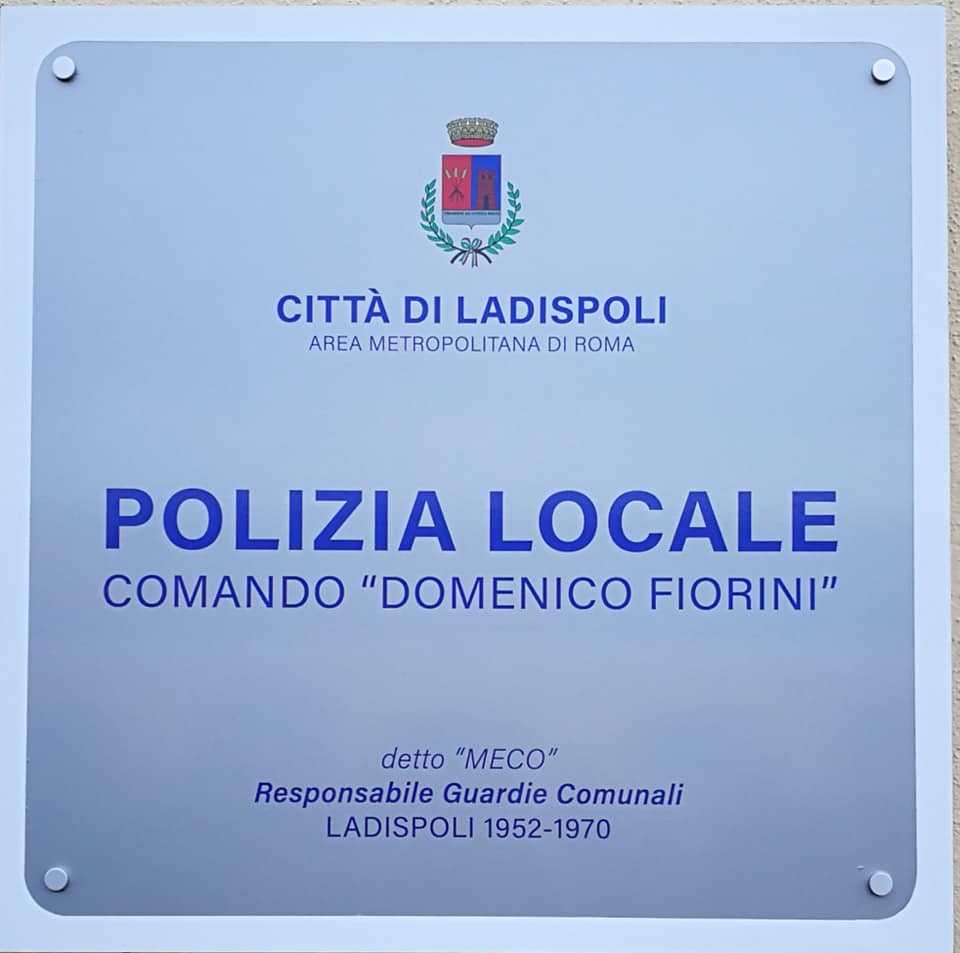 CITTÀ DI LADISPOLI
AREA METROPOLITANA DI ROMA
POLIZIA LOCALE
COMANDO “DOMENICO FIORINI”
detto “MECO”
Responsabile Guardie Comunali
LADISPOLI 1952-1970